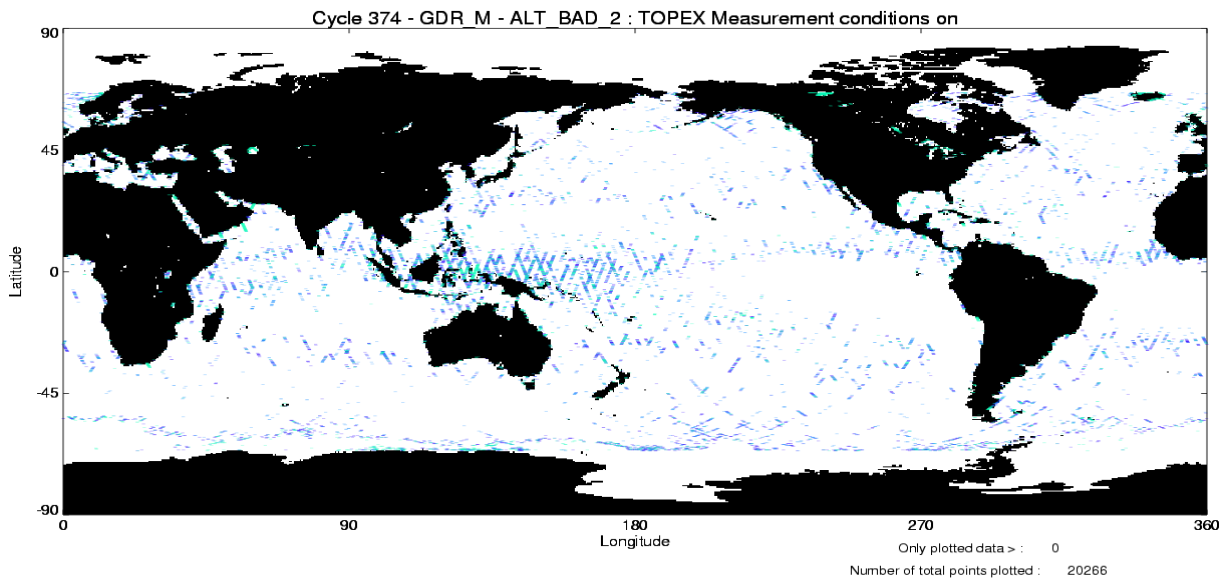 Cycle 374 - GDR_M - ALT_BAD_2 : TOPEX Measurement conditions on
90
45
0
-45
-90
Latitude
0
90
180
270
360
Longitude
Only plotted data > : 0
Number of total points plotted : 20266